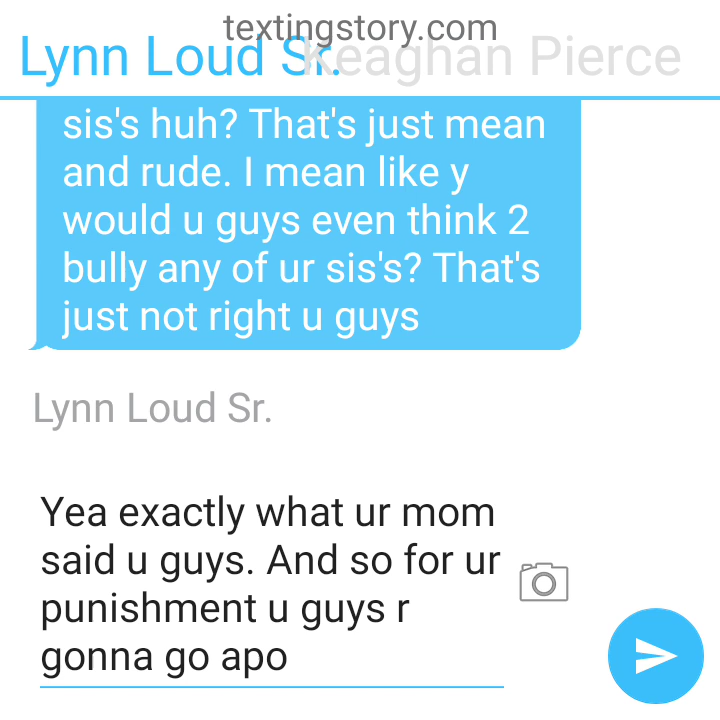 textingstory.com
Lynn Loud Sr.
Keaghan Pierce
sis's huh? That's just mean
and rude. I mean like y
would u guys even think 2
bully any of ur sis's? That's
just not right u guys
Lynn Loud Sr.
Yea exactly what ur mom
said u guys. And so for ur
punishment u guys r
gonna go apo